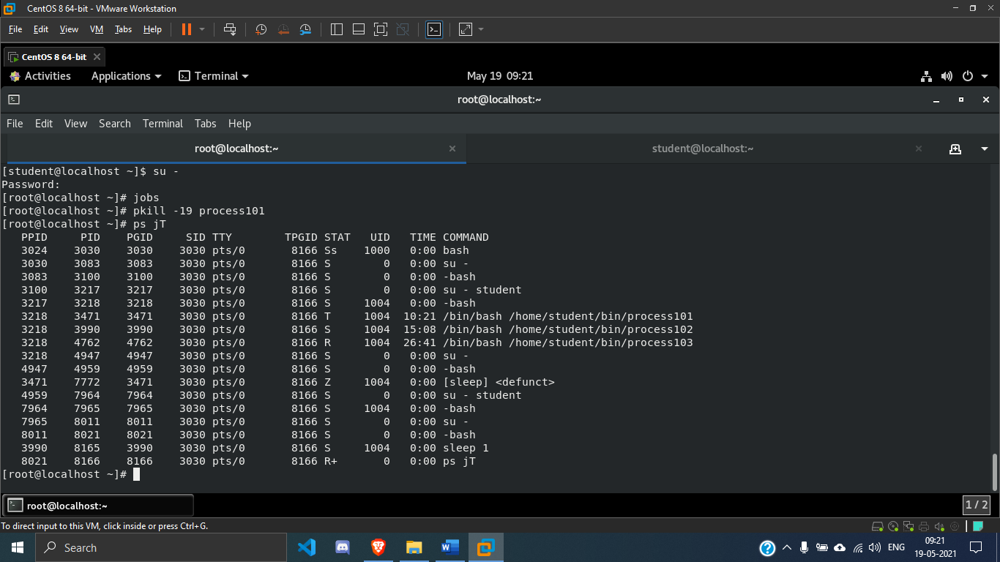 CentOS 8 64-bit - VMware Workstation
File Edit View VM Tabs Help
CentOS 8 64-bit
Activities Applications Terminal May 19 09:21
root@localhost:~
File Edit View Search Terminal Tabs Help
root@localhost:~ student@localhost:~
[student@localhost ~]$ su -
Password:
[root@localhost ~]# jobs
[root@localhost ~]# pkill -19 process101
[root@localhost ~]# ps jT
PPID PID PGID SID TTY TPGID STAT UID TIME COMMAND
3024 3030 3030 3030 pts/0 8166 Ss 1000 0:00 bash
3030 3083 3083 3030 pts/0 8166 S 0 0:00 su -
3083 3100 3100 3030 pts/0 8166 S 0 0:00 -bash
3100 3217 3217 3030 pts/0 8166 S 0 0:00 su - student
3217 3218 3218 3030 pts/0 8166 S 1004 0:00 -bash
3218 3471 3471 3030 pts/0 8166 T 1004 10:21 /bin/bash /home/student/bin/process101
3218 3990 3990 3030 pts/0 8166 S 1004 15:08 /bin/bash /home/student/bin/process102
3218 4762 4762 3030 pts/0 8166 R 1004 26:41 /bin/bash /home/student/bin/process103
3218 4947 4947 3030 pts/0 8166 S 0 0:00 su -
4947 4959 4959 3030 pts/0 8166 S 0 0:00 -bash
3471 7772 3471 3030 pts/0 8166 Z 1004 0:00 [sleep] <defunct>
4959 7964 7964 3030 pts/0 8166 S 0 0:00 su - student
7964 7965 7965 3030 pts/0 8166 S 1004 0:00 -bash
7965 8011 8011 3030 pts/0 8166 S 0 0:00 su -
8011 8021 8021 3030 pts/0 8166 S 0 0:00 -bash
3990 8165 3990 3030 pts/0 8166 S 1004 0:00 sleep 1
8021 8166 8166 3030 pts/0 8166 R+ 0 0:00 ps jT
[root@localhost ~]#
root@localhost:~ 1 / 2
To direct input to this VM, click inside or press Ctrl+G.
Search ENG 09:21
19-05-2021